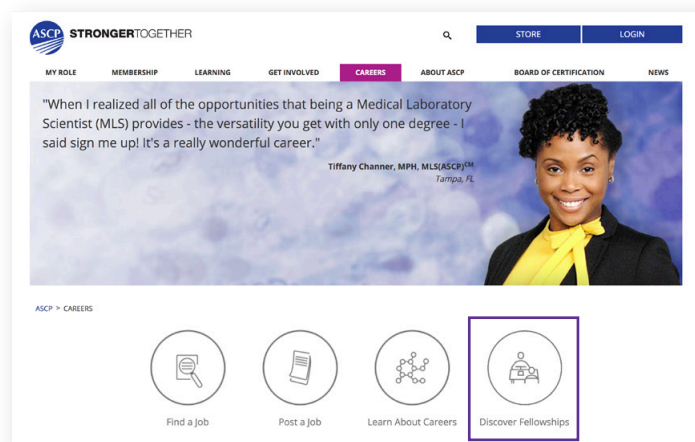 ASCP STRONGERTOGETHER
STORE LOGIN
MY ROLE MEMBERSHIP LEARNING GET INVOLVED CAREERS ABOUT ASCP BOARD OF CERTIFICATION NEWS
"When I realized all of the opportunities that being a Medical Laboratory
Scientist (MLS) provides - the versatility you get with only one degree - I
said sign me up! It's a really wonderful career."
Tiffany Channer, MPH, MLS(ASCP)CM
Tampa, FL
ASCP > CAREERS
Find a Job Post a Job Learn About Careers Discover Fellowships